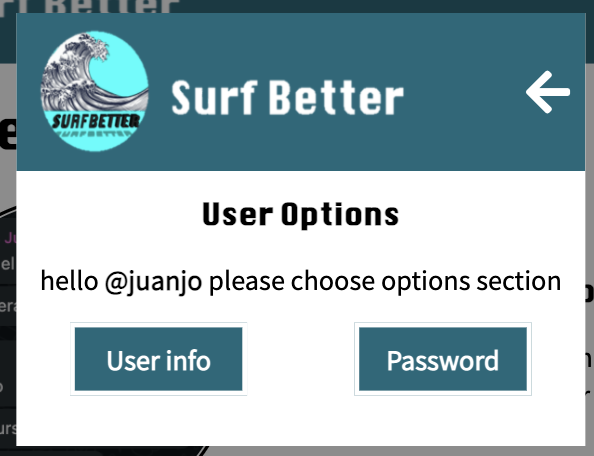 Surf Better
SURFBETTER
User Options
hello @juanjo please choose options section
User info
Password